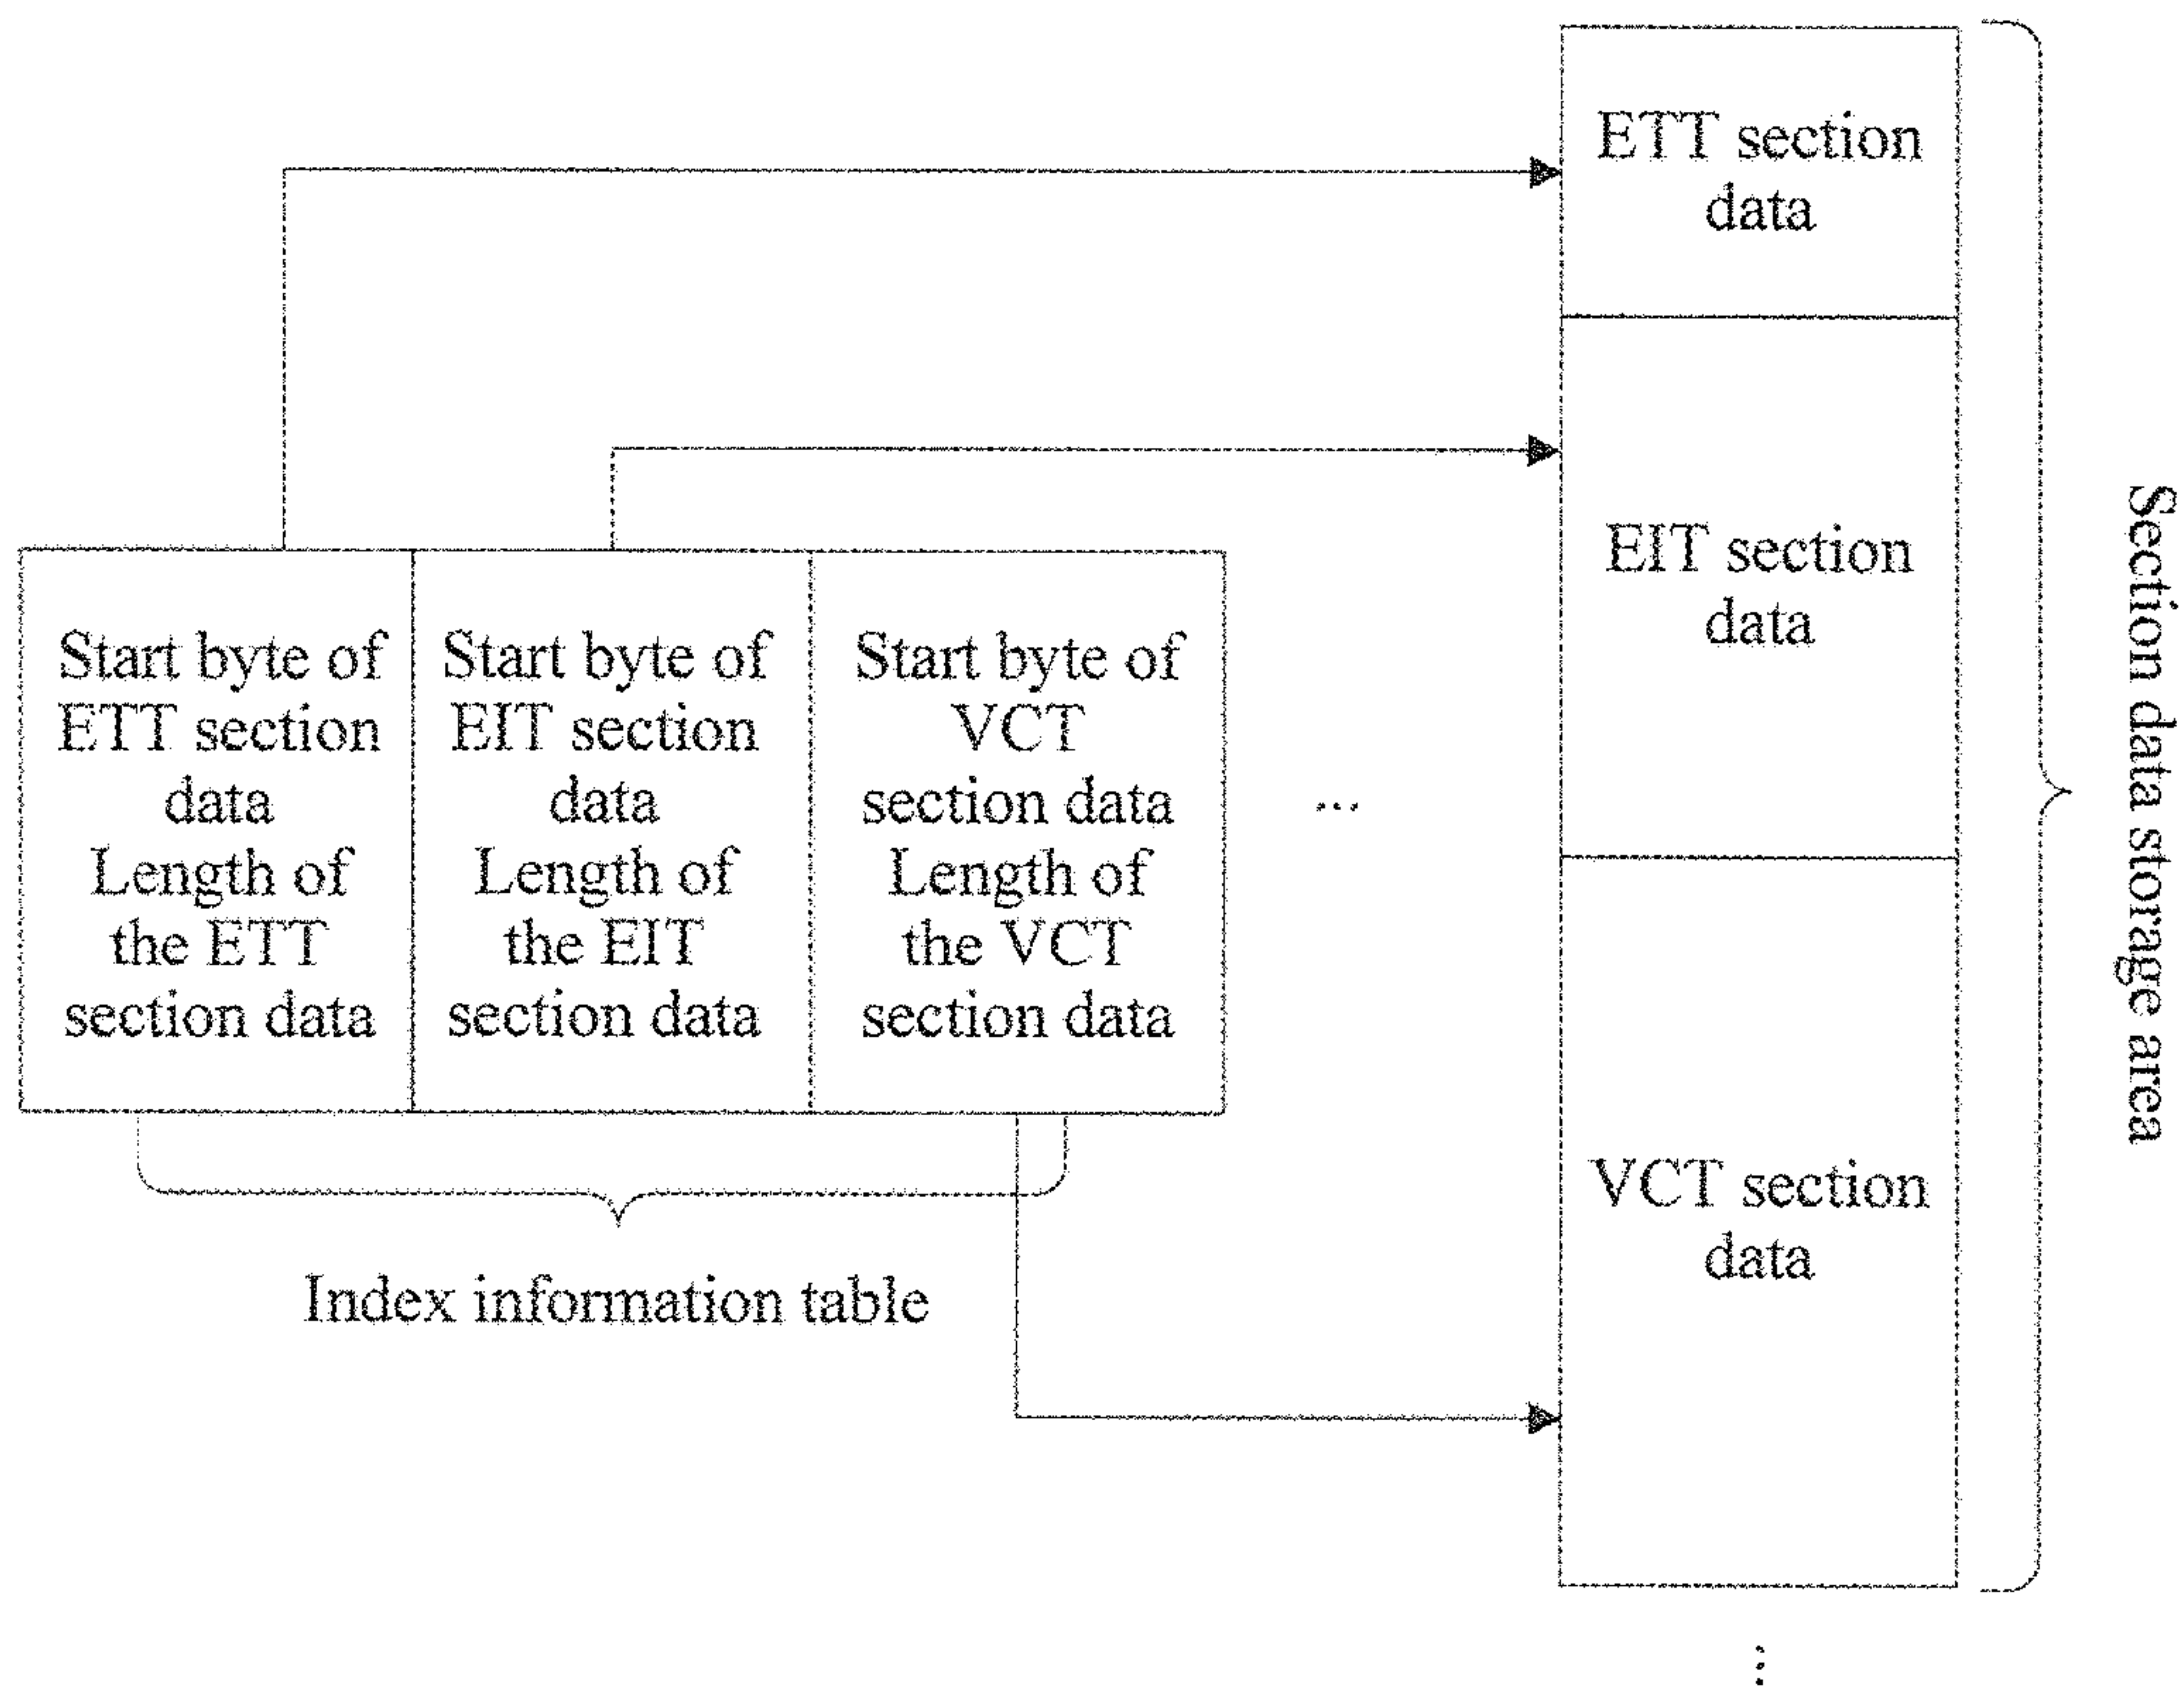 ETT section
data
EIT section
data
VCT section
data
Section data storage area
Start byte of
ETT section
data
Length of
the ETT
section data
Start byte of
EIT section
data
Length of
the EIT
section data
Start byte of
VCT
section data
Length of
the VCT
section data
...
Index information table
...